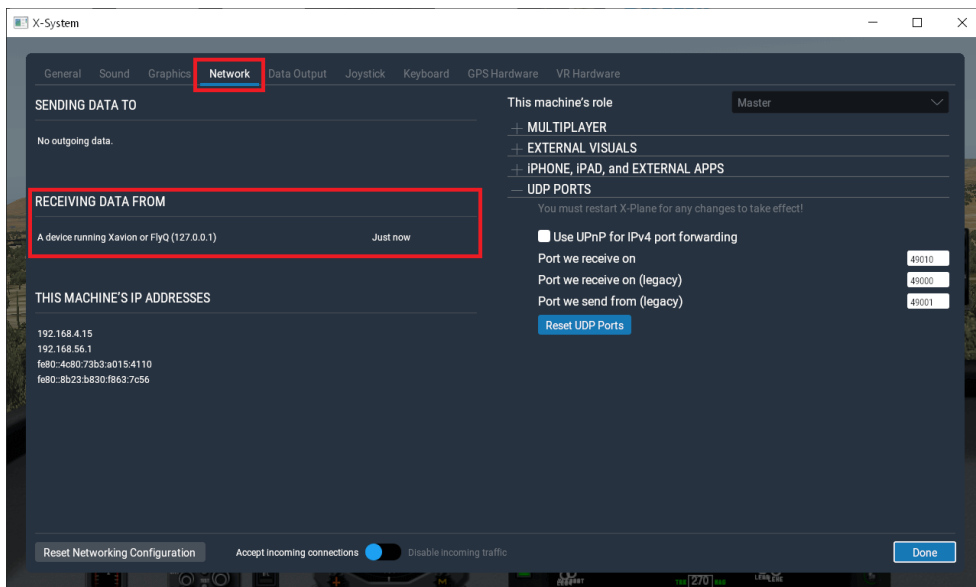 X-System
General Sound Graphics Network Data Output Joystick Keyboard GPS Hardware VR Hardware
SENDING DATA TO
No outgoing data.
RECEIVING DATA FROM
A device running Xavion or FlyQ (127.0.0.1) Just now
THIS MACHINE'S IP ADDRESSES
192.168.4.15
192.168.56.1
fe80::4c80:73b3:a015:4110
fe80::8b23:b830:f863:7c56
This machine's role Master
MULTIPLAYER
EXTERNAL VISUALS
iPHONE, iPAD, and EXTERNAL APPS
UDP PORTS
You must restart X-Plane for any changes to take effect!
Use UPnP for IPv4 port forwarding
Port we receive on 49010
Port we receive on (legacy) 49000
Port we send from (legacy) 49001
Reset UDP Ports
Reset Networking Configuration Accept incoming connections Disable incoming traffic Done
270